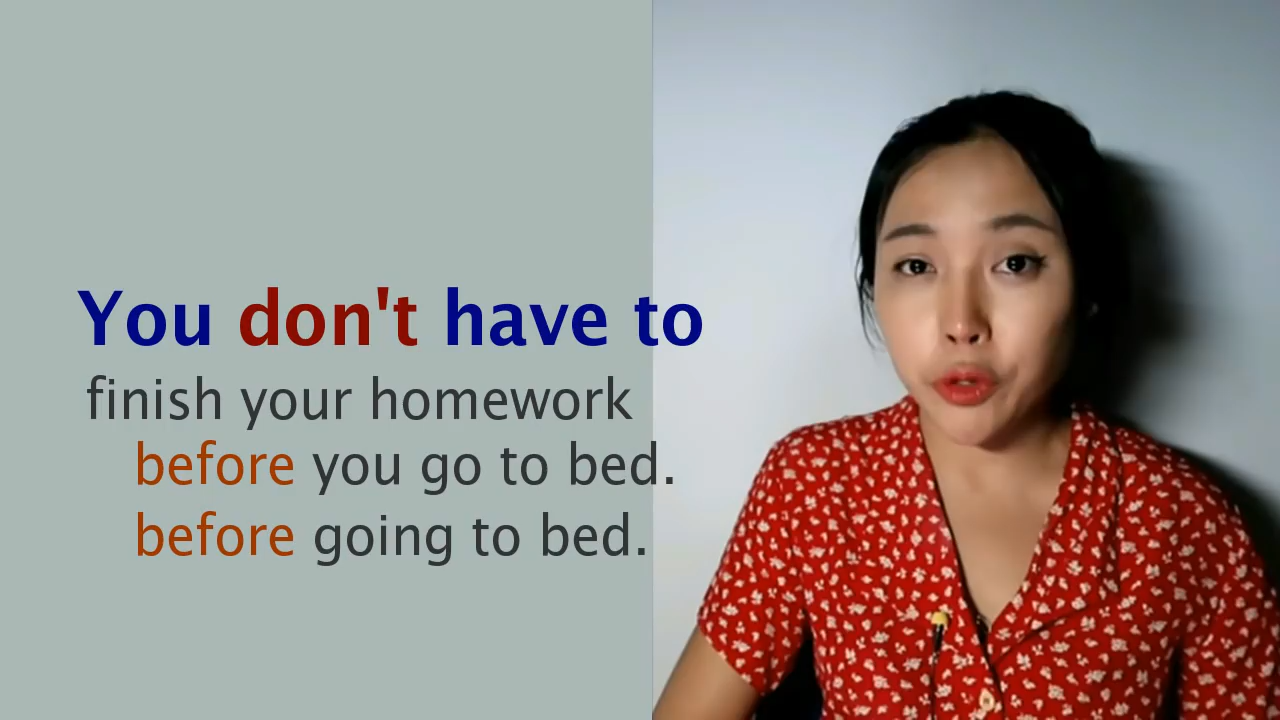 You don't have to
finish your homework
before you go to bed.
before going to bed.